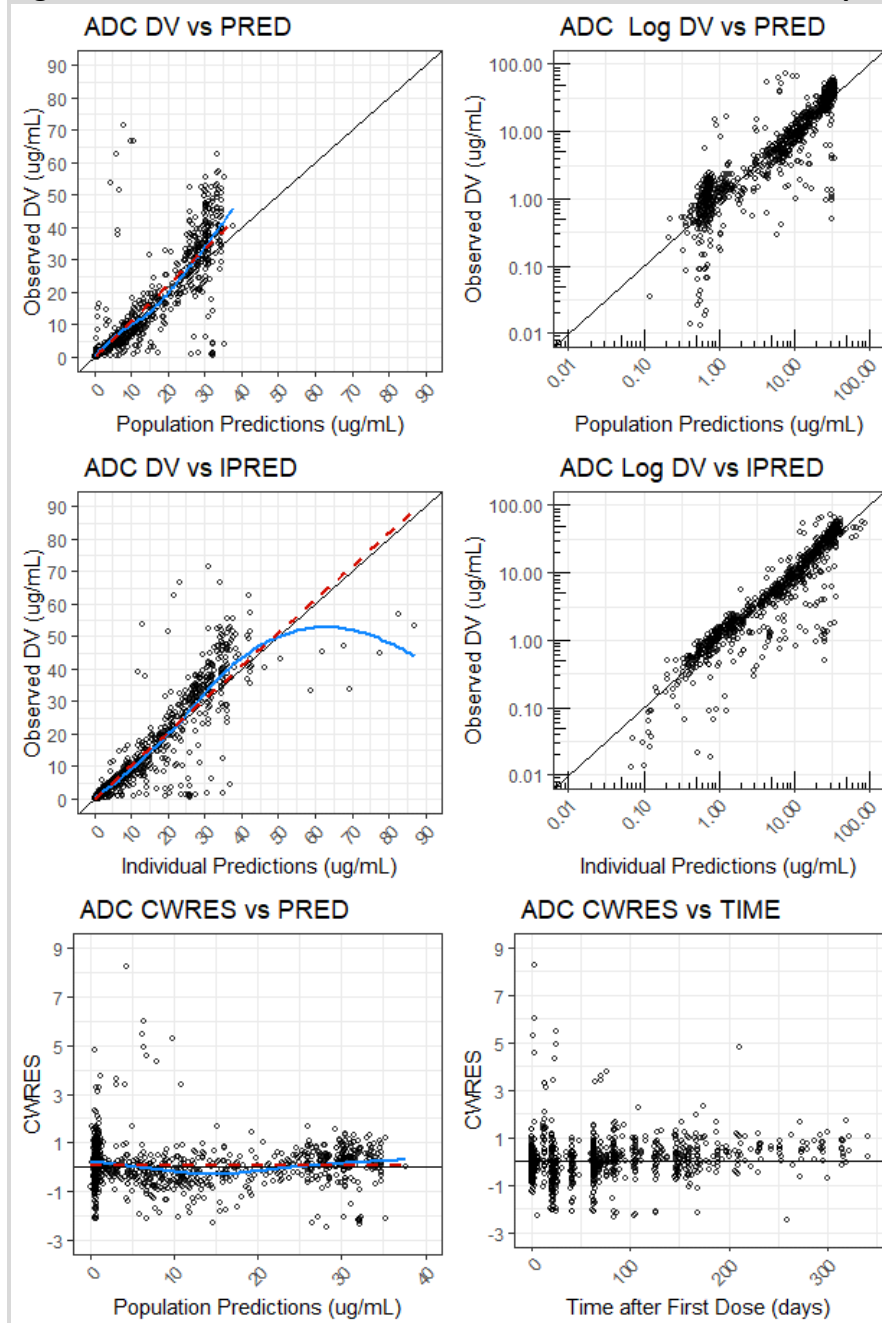 ADC DV vs PRED
90
80
70
60
50
40
30
20
10
0
Observed DV (ug/mL)
0 10 20 30 40 50 60 70 80 90
Population Predictions (ug/mL)
ADC Log DV vs PRED
100.00
10.00
1.00
0.10
0.01
Observed DV (ug/mL)
0.01 0.10 1.00 10.00 100.00
Population Predictions (ug/mL)
ADC DV vs IPRED
90
80
70
60
50
40
30
20
10
0
Observed DV (ug/mL)
0 10 20 30 40 50 60 70 80 90
Individual Predictions (ug/mL)
ADC Log DV vs IPRED
100.00
10.00
1.00
0.10
0.01
Observed DV (ug/mL)
0.01 0.10 1.00 10.00 100.00
Individual Predictions (ug/mL)
ADC CWRES vs PRED
9
7
5
3
1
-1
-3
CWRES
0 10 20 30 40
Population Predictions (ug/mL)
ADC CWRES vs TIME
9
7
5
3
1
-1
-3
CWRES
0 100 200 300
Time after First Dose (days)